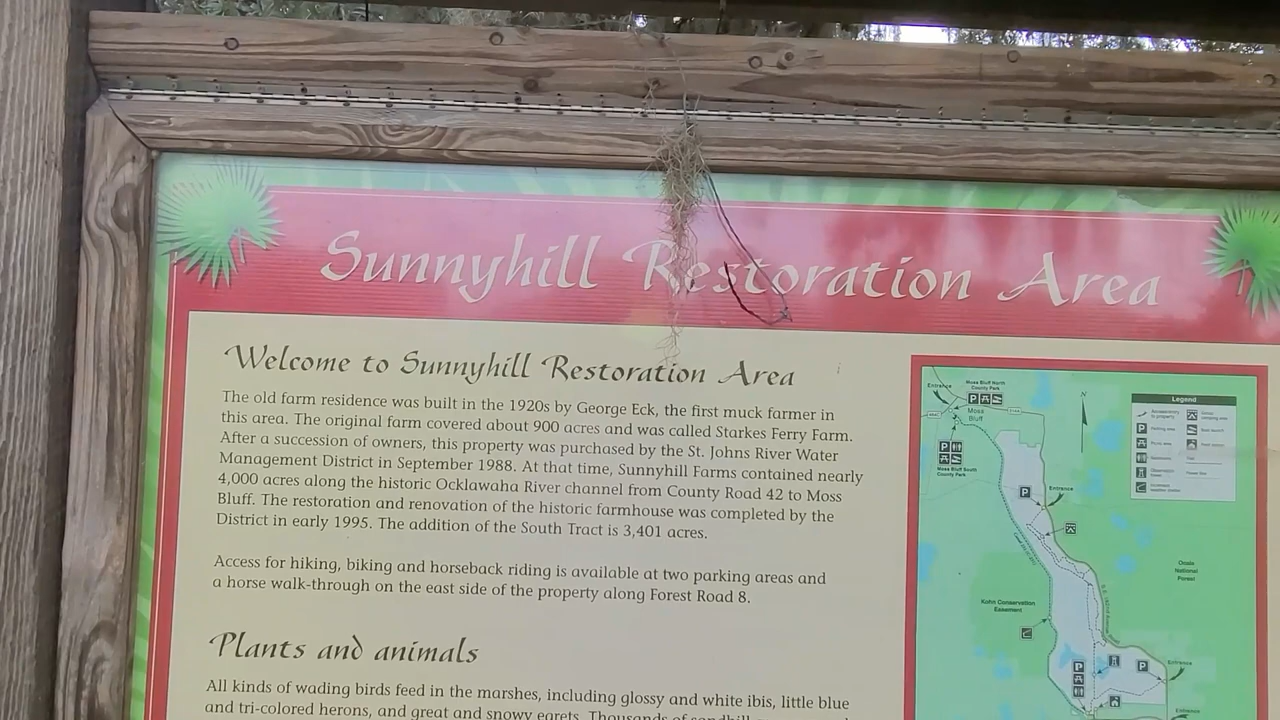 Sunnyhill Restoration Area
Welcome to Sunnyhill Restoration Area
The old farm residence was built in the 1920s by George Eck, the first muck farmer in
this area. The original farm covered about 900 acres and was called Starkes Ferry Farm.
After a succession of owners, this property was purchased by the St. Johns River Water
Management District in September 1988. At that time, Sunnyhill Farms contained nearly
4,000 acres along the historic Ocklawaha River channel from County Road 42 to Moss
Bluff. The restoration and renovation of the historic farmhouse was completed by the
District in early 1995. The addition of the South Tract is 3,401 acres.
Access for hiking, biking and horseback riding is available at two parking areas and
a horse walk-through on the east side of the property along Forest Road 8.
Plants and animals
All kinds of wading birds feed in the marshes, including glossy and white ibis, little blue
and tri-colored herons, and great and snowy egrets. Thousands of sandhill
Entrance
Moss Bluff North
County Park
P
Moss
Bluff
N
Legend
P
P
Moss Bluff South
County Park
P
Entrance
Ocala
National
Forest
Kohn Conservation
Easement
P
P
Entrance
Entrance